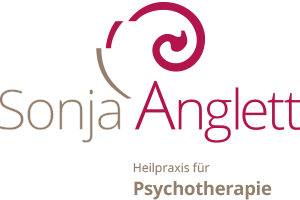 Sonja Anglett
Heilpraxis für
Psychotherapie